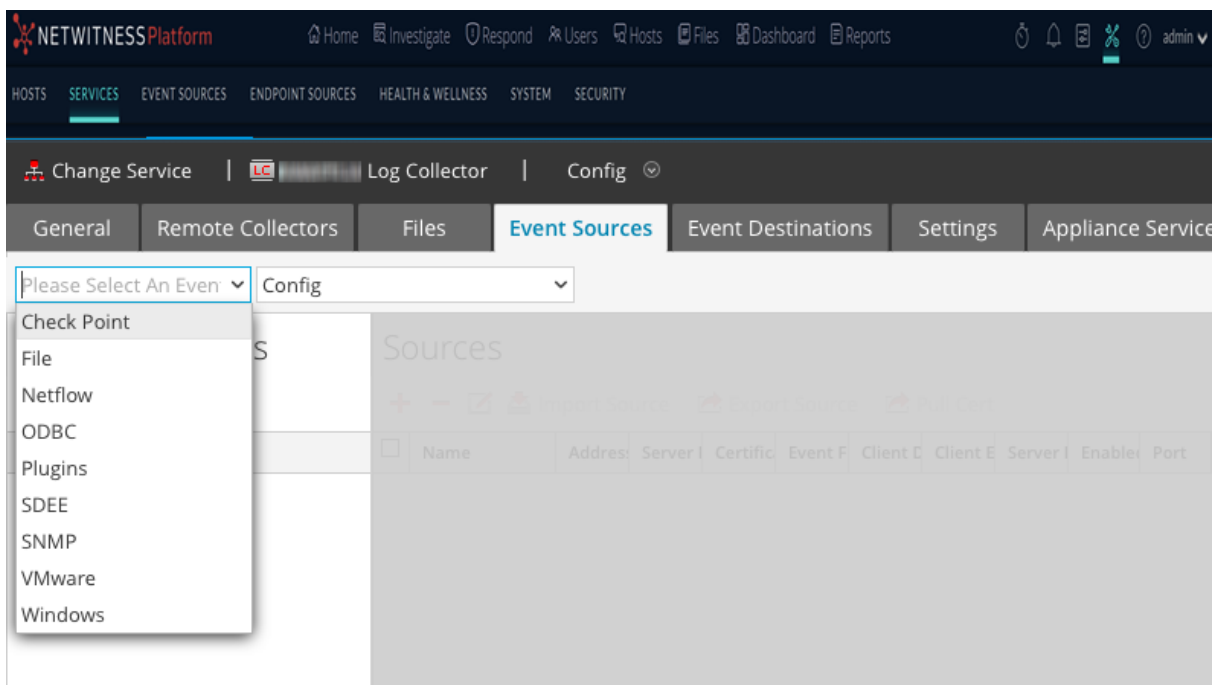 NETWITNESS Platform Home Investigate Respond Users Hosts Files Dashboard Reports admin
HOSTS SERVICES EVENT SOURCES ENDPOINT SOURCES HEALTH & WELLNESS SYSTEM SECURITY
Change Service | LC Log Collector | Config
General Remote Collectors Files Event Sources Event Destinations Settings Appliance Service
Please Select An Even Config
Check Point
File
Netflow
ODBC
Plugins
SDEE
SNMP
VMware
Windows
s
Sources
Import Source Export Source Pull Cert
Name Addres Server Certific Event F Client D Client E Server Enable Port